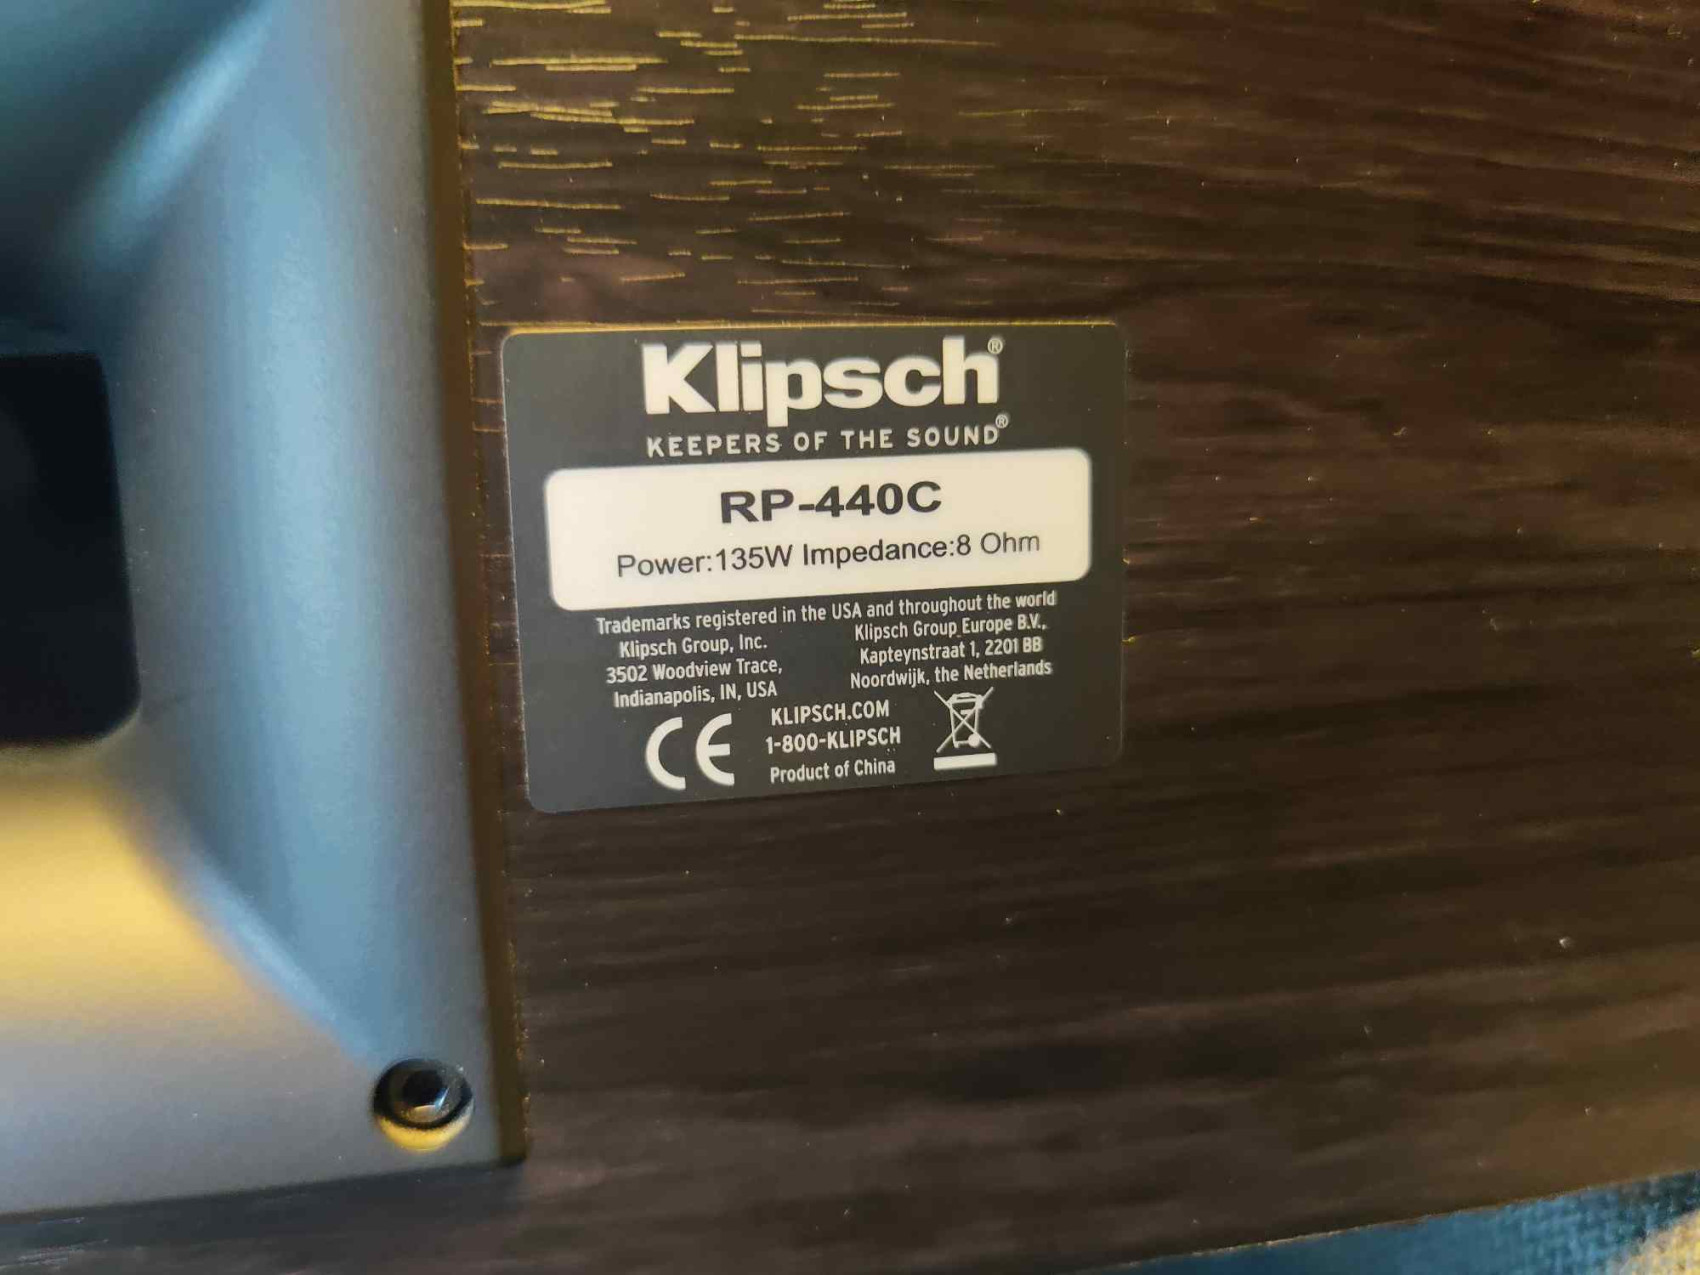 Klipsch®
KEEPERS OF THE SOUND®
RP-440C
Power:135W Impedance:8 Ohm
Trademarks registered in the USA and throughout the world
Klipsch Group, Inc.
3502 Woodview Trace,
Indianapolis, IN, USA
Klipsch Group Europe B.V.,
Kapteynstraat 1, 2201 BB
Noordwijk, the Netherlands
CE
KLIPSCH.COM
1-800-KLIPSCH
Product of China